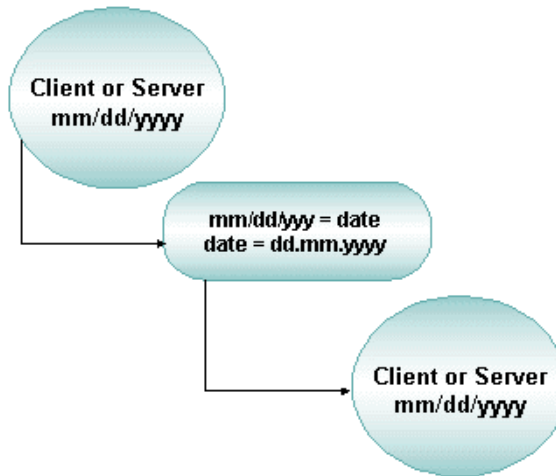 Client or Server
mm/dd/yyyy
mm/dd/yyy = date
date = dd.mm.yyyy
Client or Server
mm/dd/yyyy